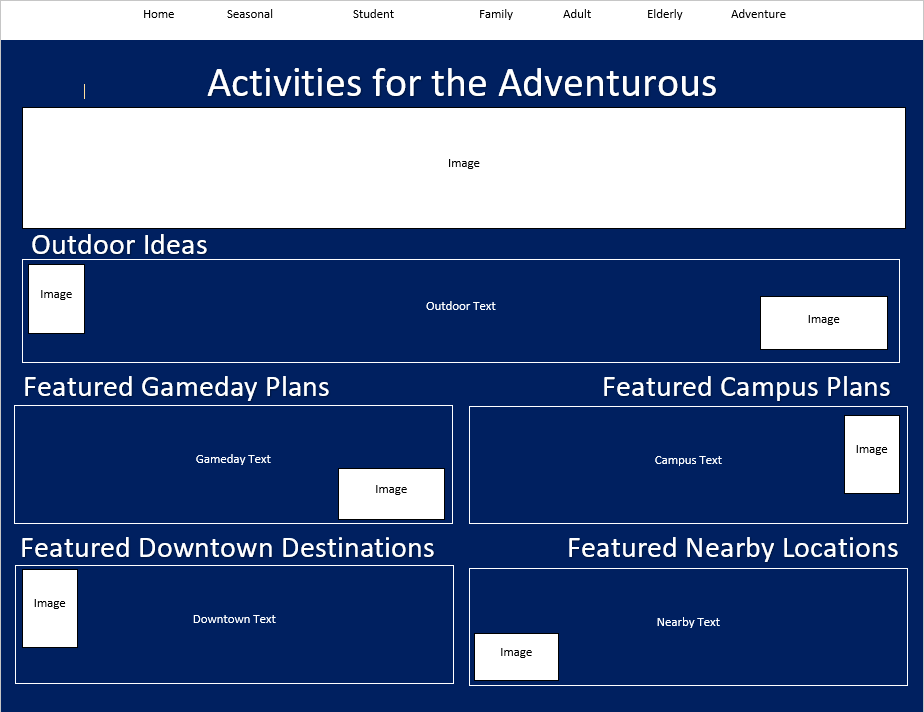 Home Seasonal Student Family Adult Elderly Adventure
Activities for the Adventurous
Image
Outdoor Ideas
Image
Outdoor Text
Image
Featured Gameday Plans
Featured Campus Plans
Gameday Text
Image
Campus Text
Image
Featured Downtown Destinations
Featured Nearby Locations
Image
Downtown Text
Nearby Text
Image